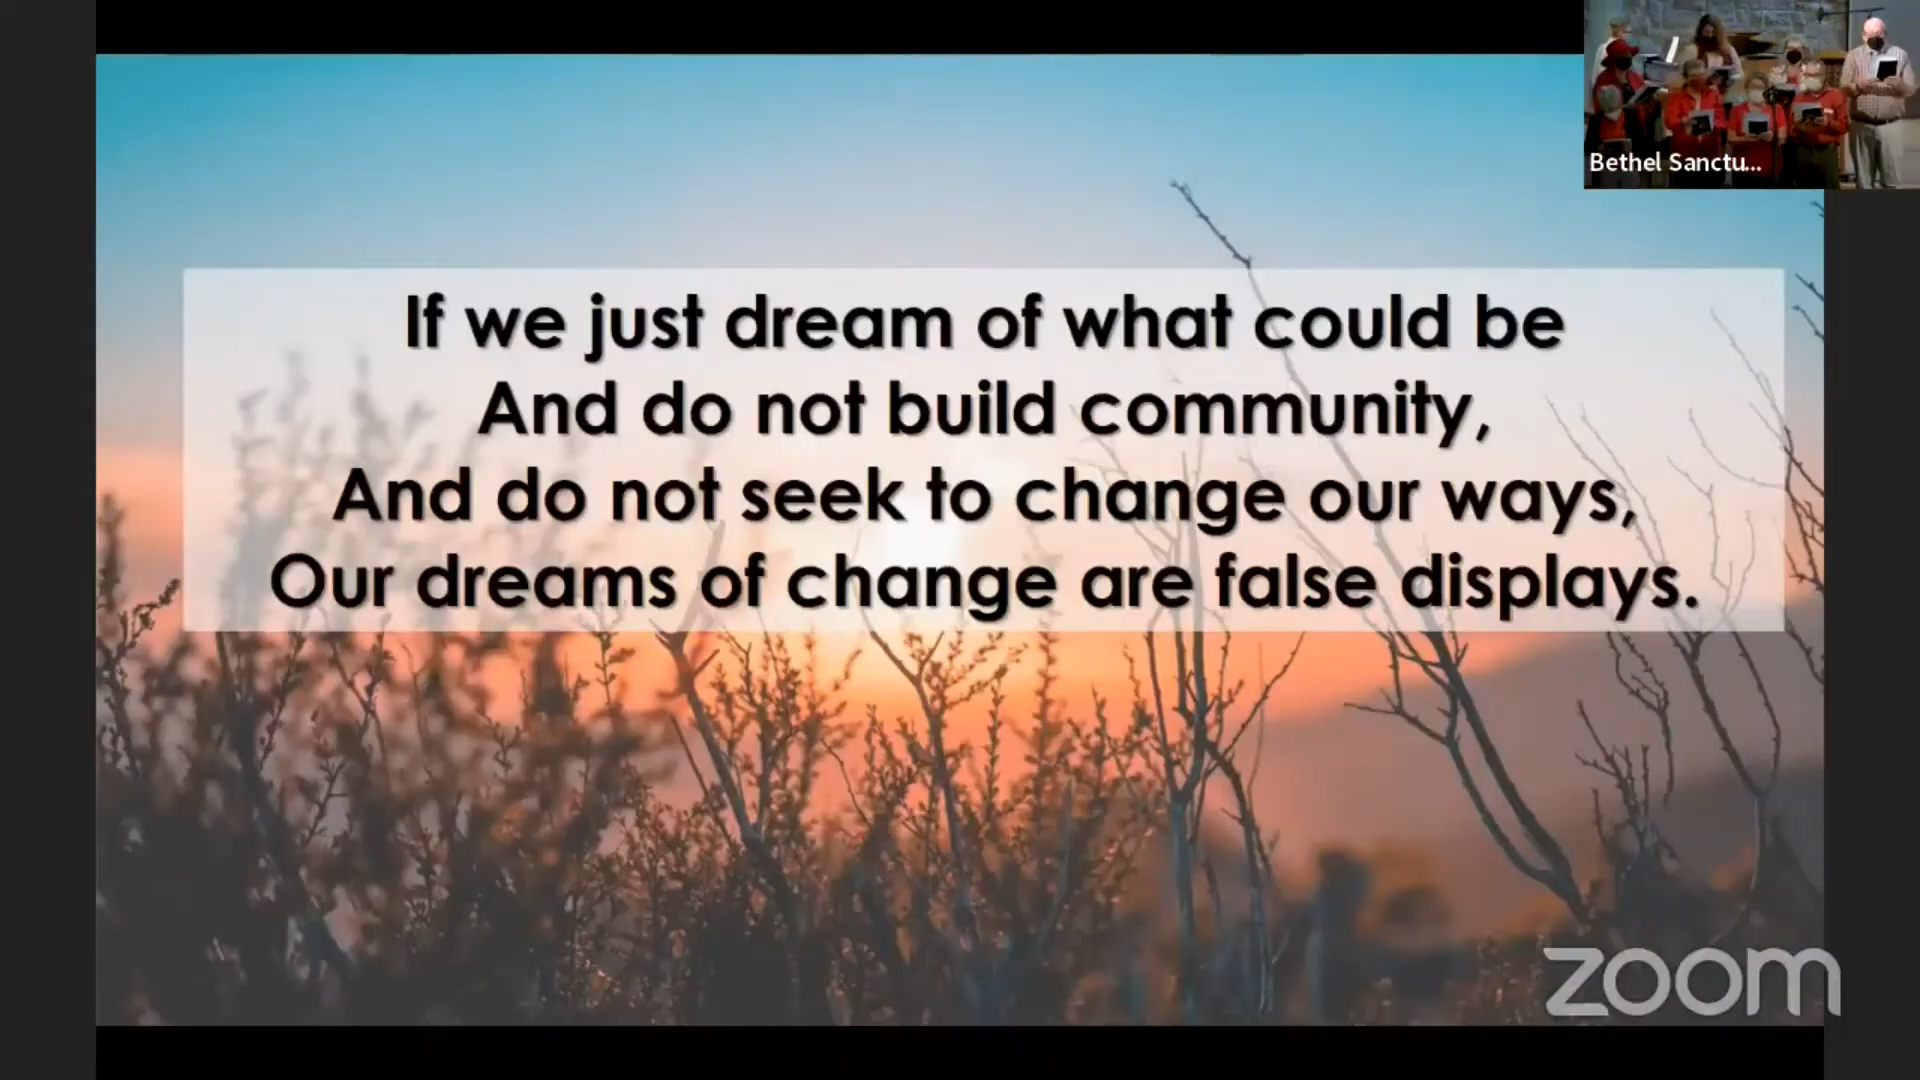 Bethel Sanctu...
If we just dream of what could be
And do not build community,
And do not seek to change our ways,
Our dreams of change are false displays.
zoom